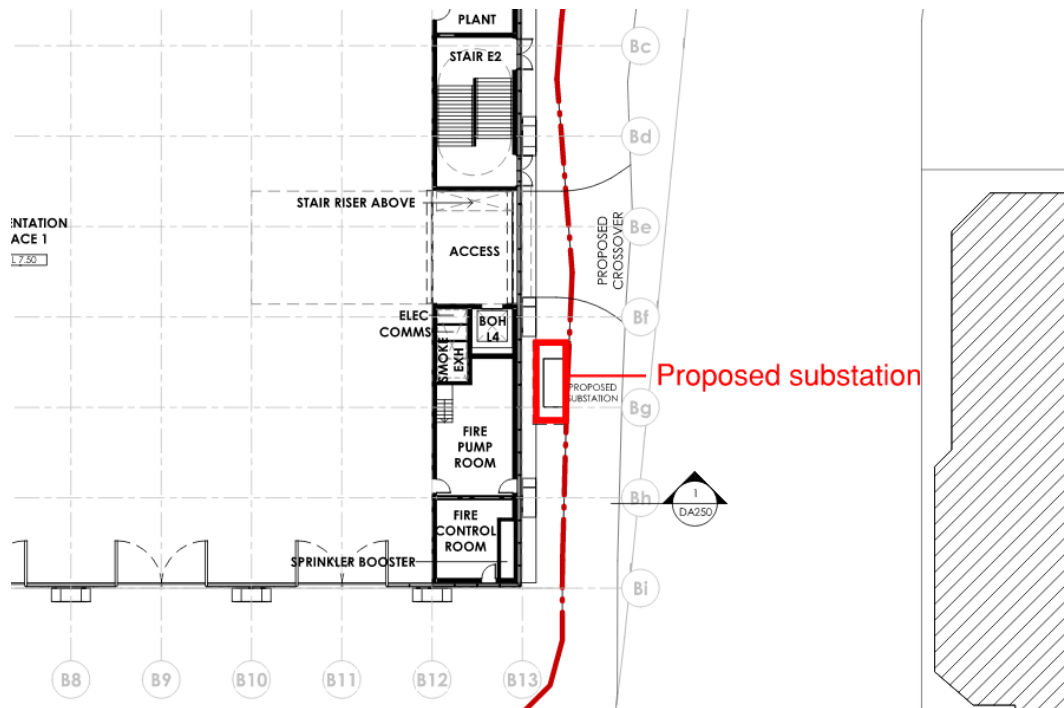 PLANT
STAIR E2
Bc
Bd
STAIR RISER ABOVE
ENTATION
ACE 1
L 7.50
ACCESS
PROPOSED
CROSSOVER
Be
ELEC
COMMS
BOH
L4
Bf
SMOKE
EXH
Proposed substation
PROPOSED
SUBSTATION
Bg
FIRE
PUMP
ROOM
Bh
1
DA250
FIRE
CONTROL
ROOM
SPRINKLER BOOSTER
Bi
B8
B9
B10
B11
B12
B13